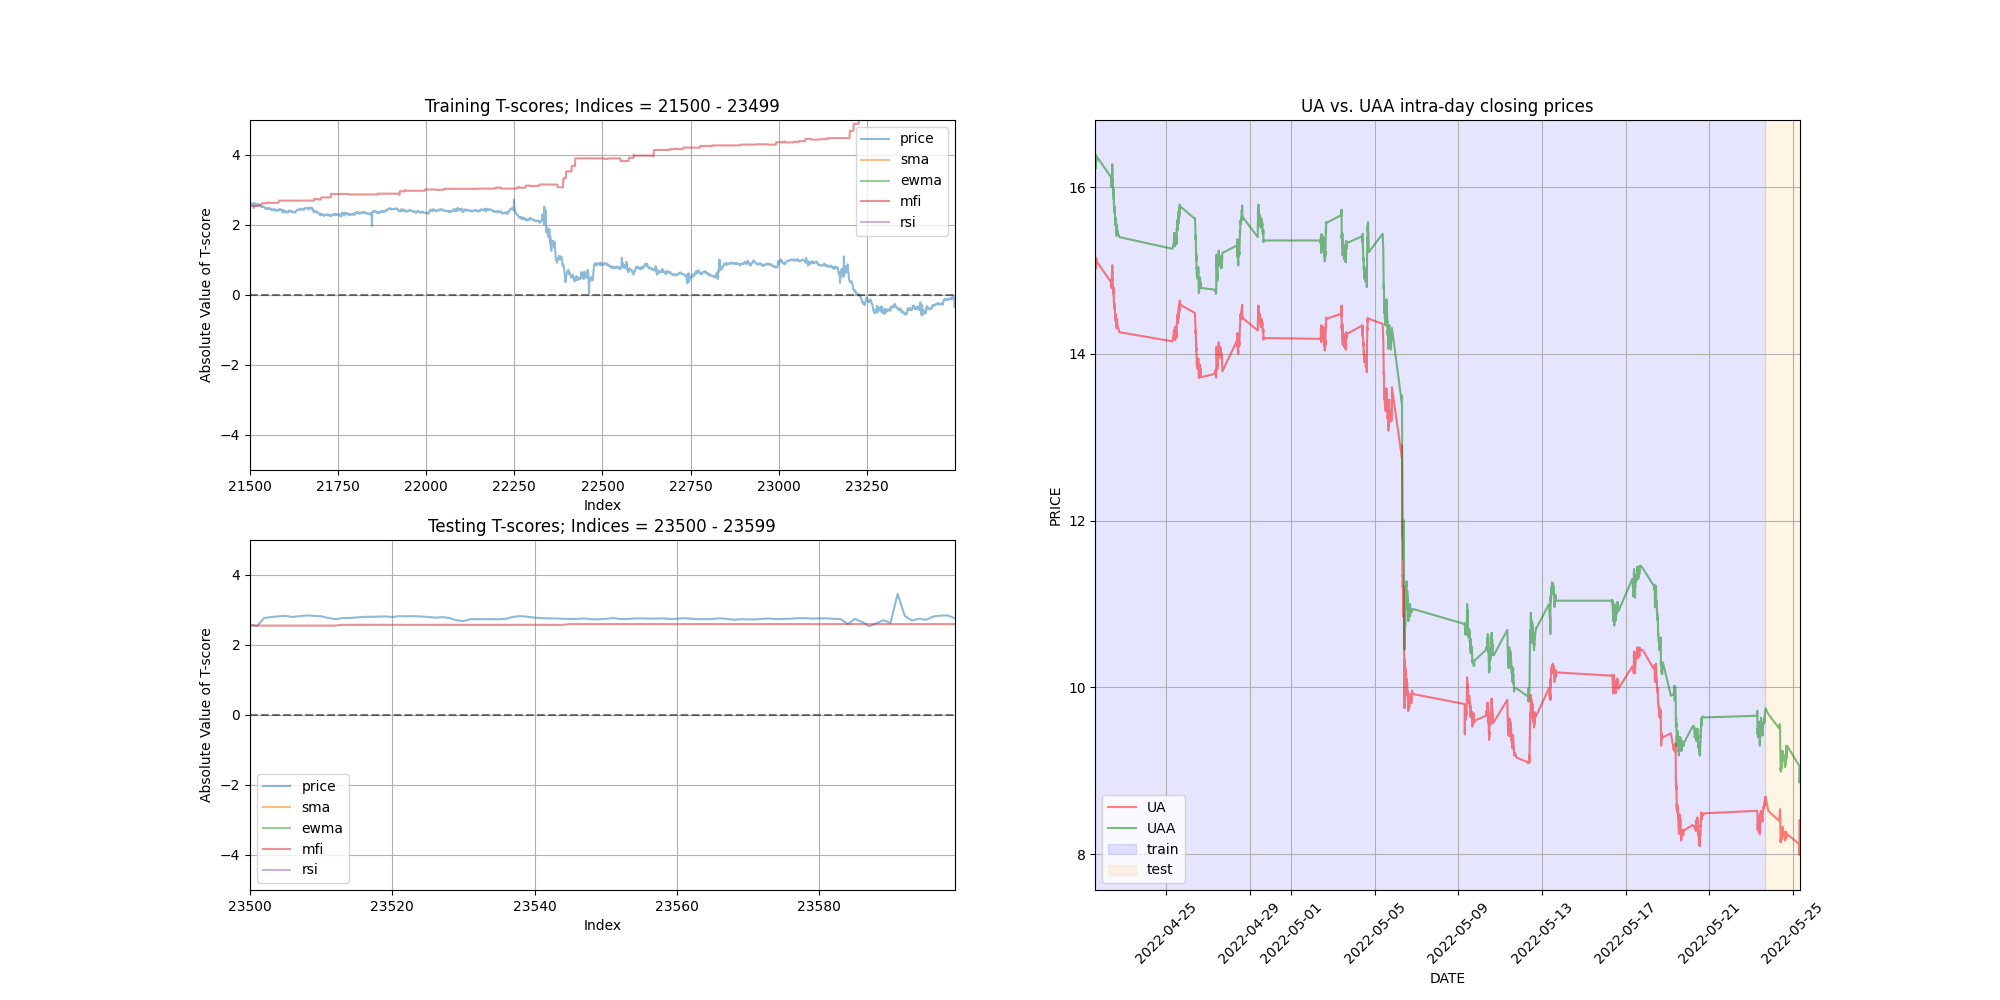 Training T-scores; Indices = 21500 - 23499
Absolute Value of T-score
4
2
0
−2
−4
price
sma
ewma
mfi
rsi
21500 21750 22000 22250 22500 22750 23000 23250
Index
Testing T-scores; Indices = 23500 - 23599
Absolute Value of T-score
4
2
0
−2
−4
price
sma
ewma
mfi
rsi
23500 23520 23540 23560 23580
Index
UA vs. UAA intra-day closing prices
PRICE
16
14
12
10
8
UA
UAA
train
test
2022-04-25 2022-04-29 2022-05-01 2022-05-05 2022-05-09 2022-05-13 2022-05-17 2022-05-21 2022-05-25
DATE